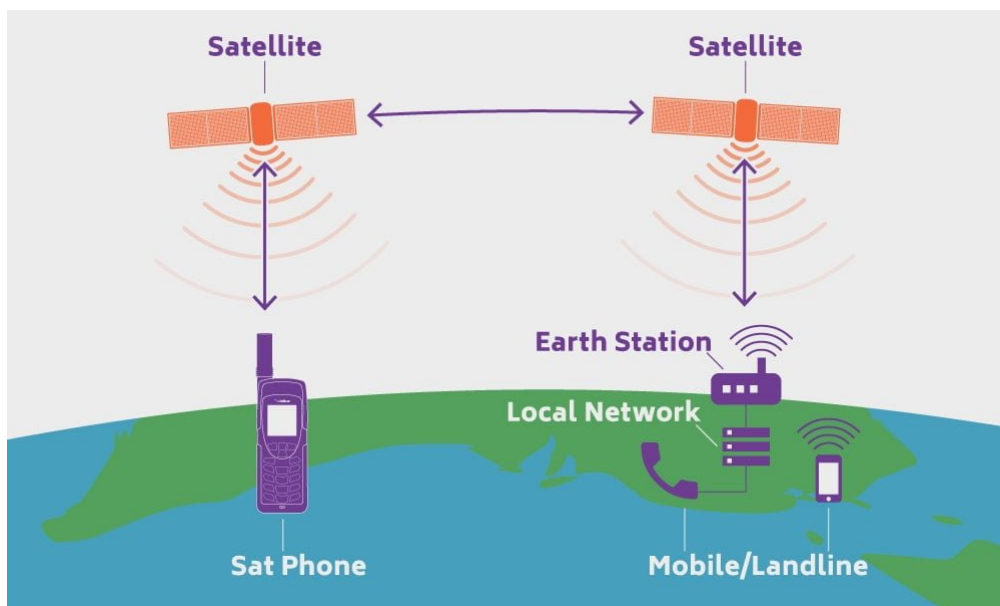 Satellite
Satellite
Earth Station
Local Network
Sat Phone
Mobile/Landline